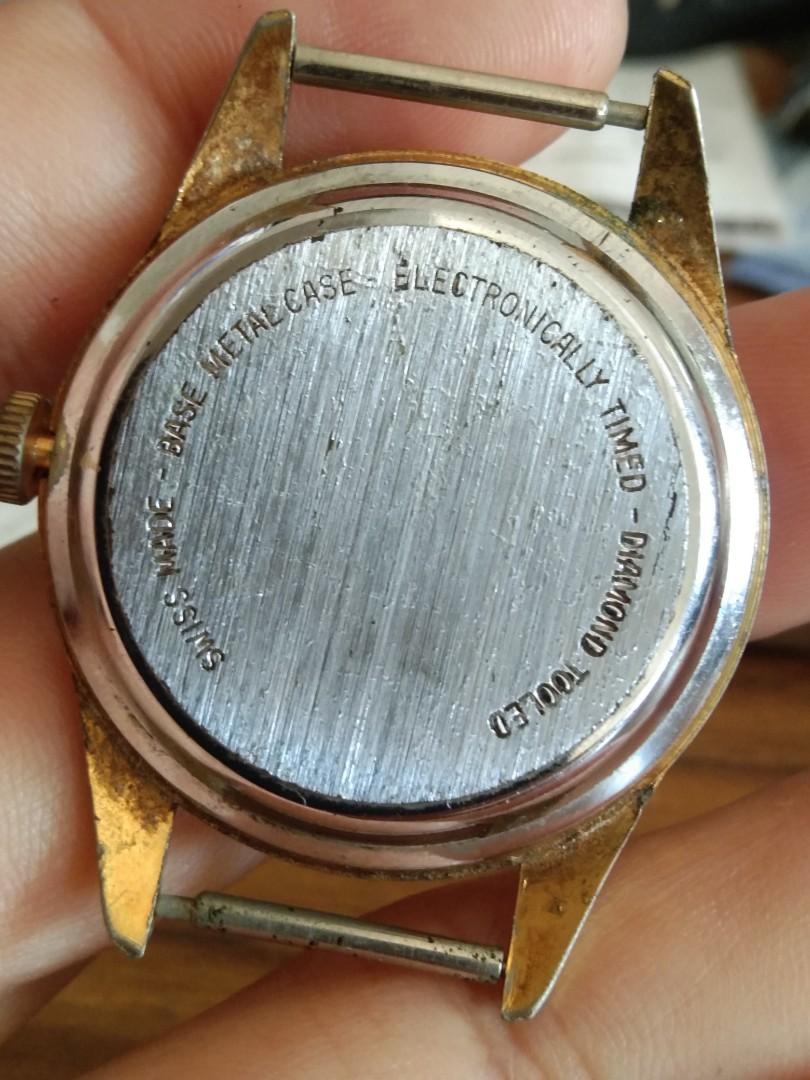 SWISS MADE - BASE METAL CASE - ELECTRONICALLY TIMED - DIAMOND TOOLED